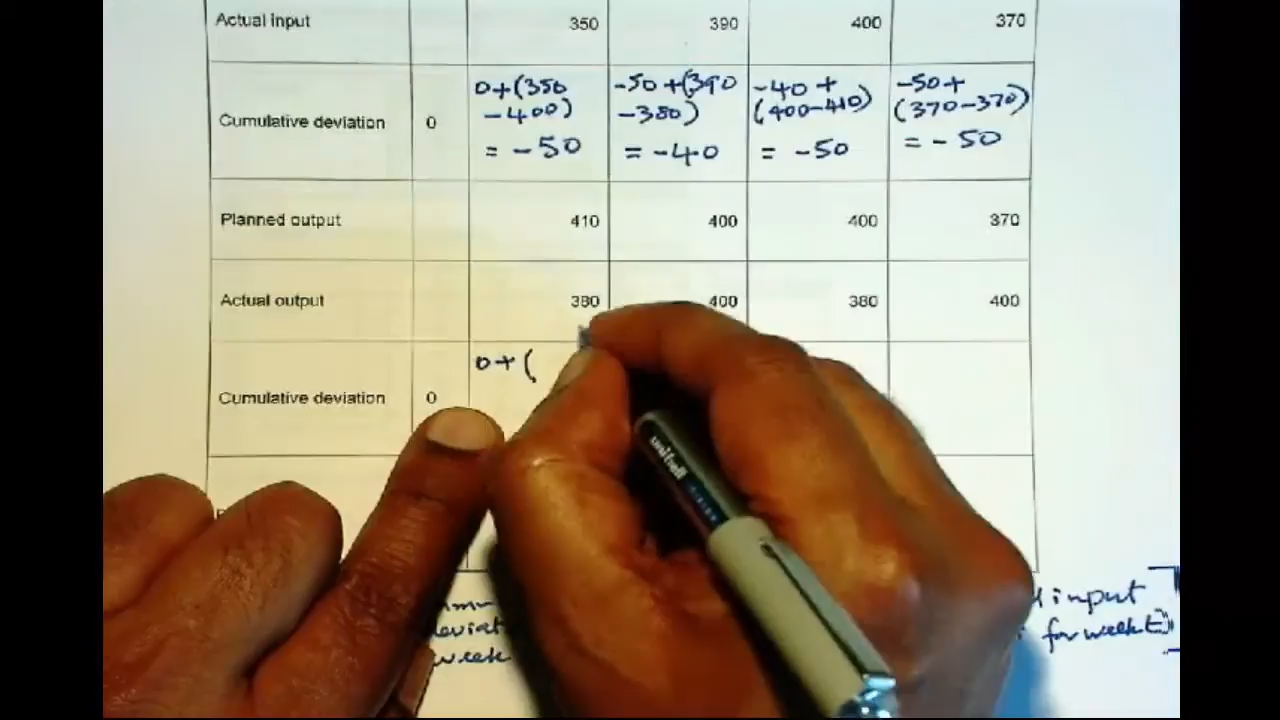 Actual input 350 390 400 370
0+(350 -50+(390 -40+ -50+
-400) -380) (400-410) (370-370)
Cumulative deviation 0
= -50 = -40 = -50 = -50
Planned output 410 400 400 370
Actual output 380 400 380 400
0+(
Cumulative deviation 0
uniball
input
for week t)
week